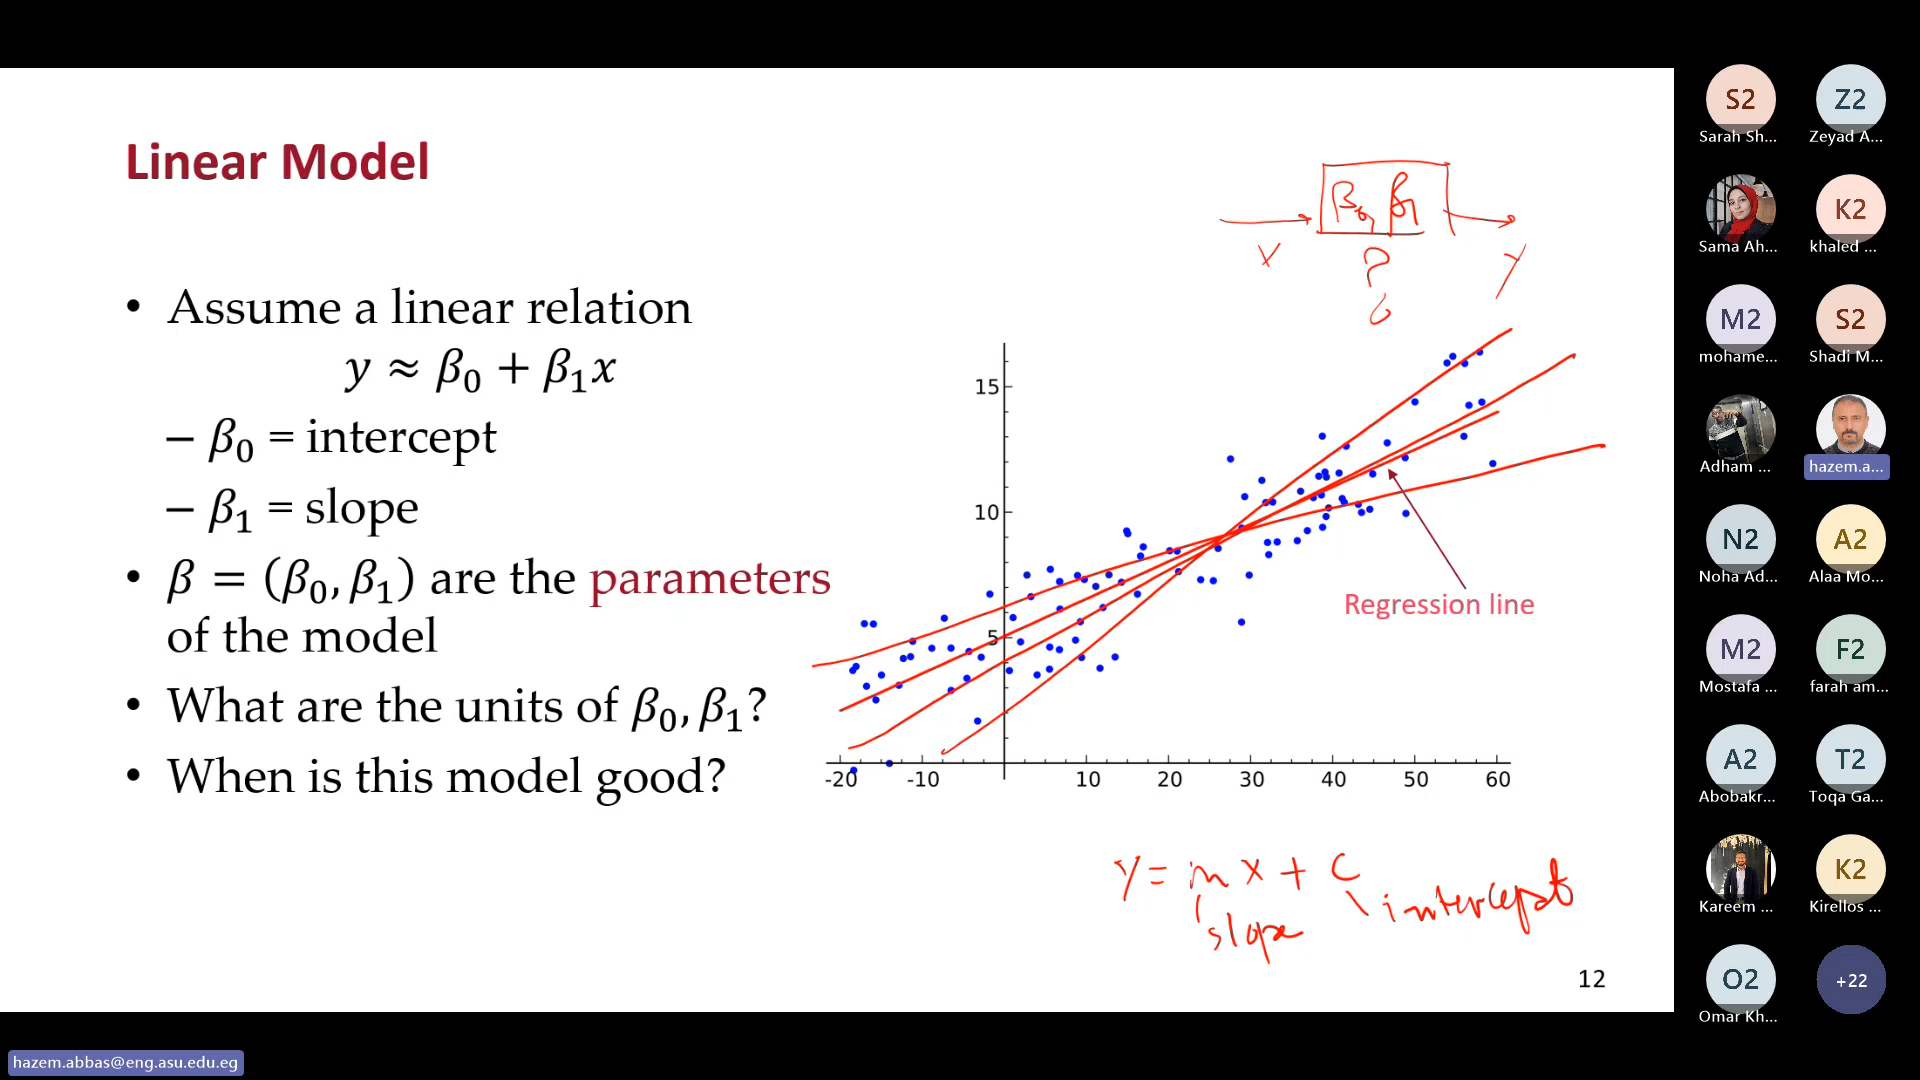 Linear Model
• Assume a linear relation
y ≈ β₀ + β₁x
– β₀ = intercept
– β₁ = slope
• β = (β₀, β₁) are the parameters
of the model
• What are the units of β₀, β₁?
• When is this model good?
β₀, β₁
X
?
Y
15
10
5
-20 -10 10 20 30 40 50 60
Regression line
y = m x + c
slope
intercept
12
S2 Z2
Sarah Sh... Zeyad A...
K2
Sama Ah... khaled ...
M2 S2
mohame... Shadi M...
Adham ... hazem.a...
N2 A2
Noha Ad... Alaa Mo...
M2 F2
Mostafa ... farah am...
A2 T2
Abobakr... Toqa Ga...
K2
Kareem ... Kirellos ...
O2 +22
Omar Kh...
hazem.abbas@eng.asu.edu.eg